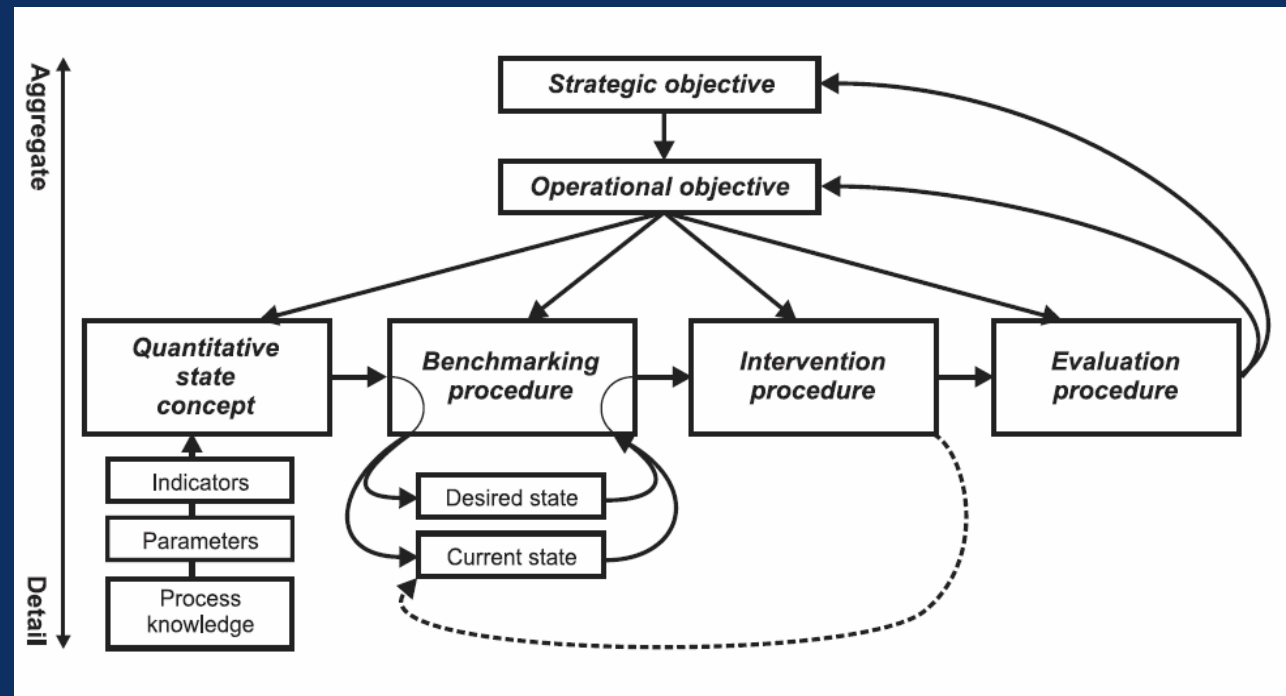 Aggregate
Detail
Strategic objective
Operational objective
Quantitative
state
concept
Benchmarking
procedure
Intervention
procedure
Evaluation
procedure
Indicators
Parameters
Process
knowledge
Desired state
Current state